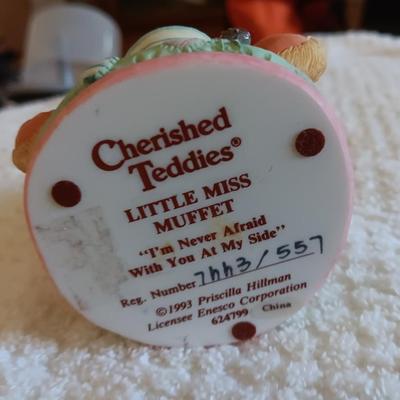 Cherished
Teddies®
LITTLE MISS
MUFFET
"I'm Never Afraid
With You At My Side"
Reg. Number 7443/557
©1993 Priscilla Hillman
Licensee Enesco Corporation
624799 China